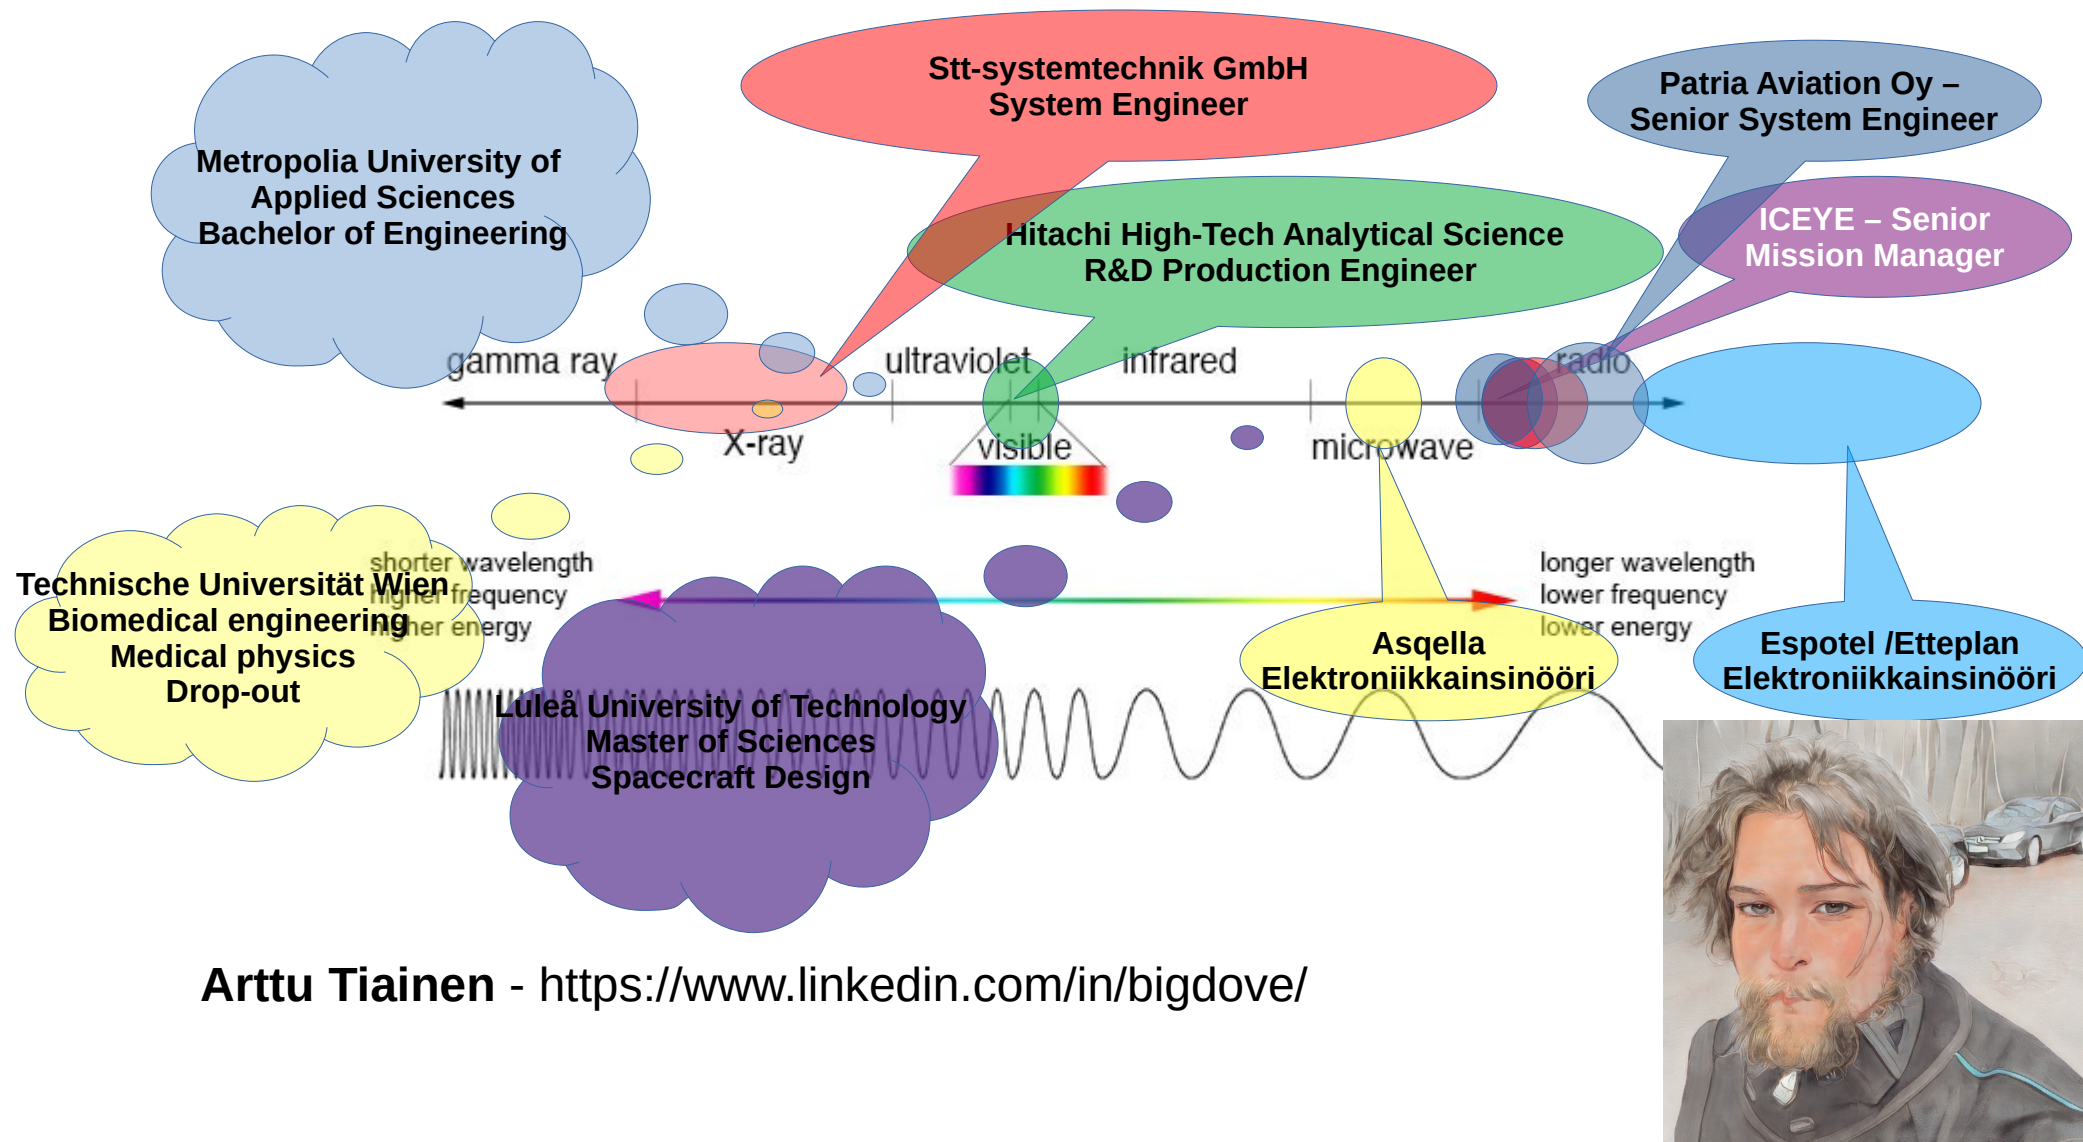 Stt-systemtechnik GmbH
System Engineer
Patria Aviation Oy –
Senior System Engineer
Metropolia University of
Applied Sciences
Bachelor of Engineering
Hitachi High-Tech Analytical Science
R&D Production Engineer
ICEYE – Senior
Mission Manager
gamma ray
ultraviolet
infrared
radio
X-ray
visible
microwave
shorter wavelength
higher frequency
higher energy
longer wavelength
lower frequency
lower energy
Technische Universität Wien
Biomedical engineering
Medical physics
Drop-out
Luleå University of Technology
Master of Sciences
Spacecraft Design
Asqella
Elektroniikkainsinööri
Espotel /Etteplan
Elektroniikkainsinööri
Arttu Tiainen - https://www.linkedin.com/in/bigdove/